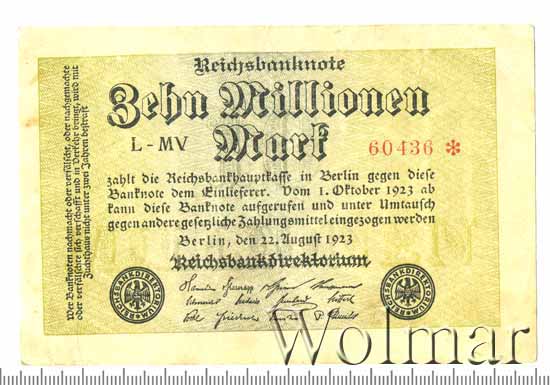 Reichsbanknote
Zehn Millionen
Mark
L - MV
60436 *
zahlt die Reichsbankhauptkasse in Berlin gegen diese
Banknote dem Einlieferer. Vom 1. Oktober 1923 ab
kann diese Banknote aufgerufen und unter Umtausch
gegen andere gesetzliche Zahlungsmittel eingezogen werden
Berlin, den 22. August 1923
Reichsbankdirektorium
REICHSBANKDIREKTORIUM
REICHSBANKDIREKTORIUM
Wer Banknoten nachmacht oder verfälscht, oder nachgemachte
oder verfälschte sich verschafft und in Verkehr bringt, wird mit
Zuchthaus nicht unter zwei Jahren bestraft
Wolmar